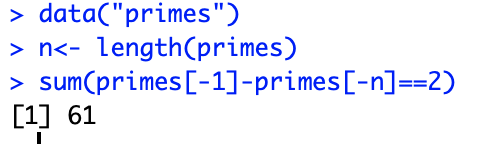 > data("primes")
> n<- length(primes)
> sum(primes[-1]-primes[-n]==2)
[1] 61